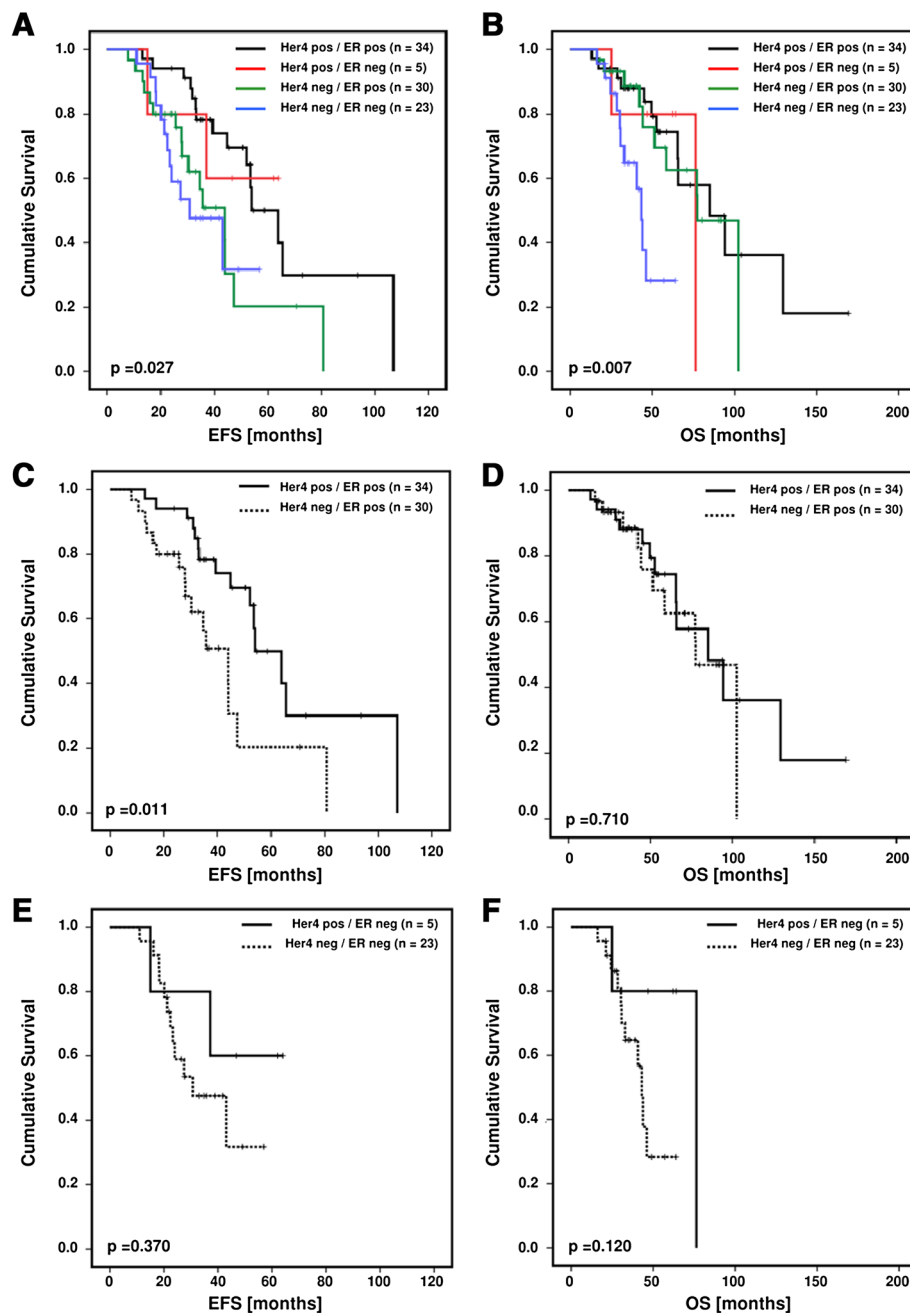 A
Her4 pos / ER pos (n = 34)
Her4 pos / ER neg (n = 5)
Her4 neg / ER pos (n = 30)
Her4 neg / ER neg (n = 23)
Cumulative Survival
1.0
0.8
0.6
0.4
0.2
0.0
p =0.027
0 20 40 60 80 100 120
EFS [months]
B
Her4 pos / ER pos (n = 34)
Her4 pos / ER neg (n = 5)
Her4 neg / ER pos (n = 30)
Her4 neg / ER neg (n = 23)
Cumulative Survival
1.0
0.8
0.6
0.4
0.2
0.0
p =0.007
0 50 100 150 200
OS [months]
C
Her4 pos / ER pos (n = 34)
Her4 neg / ER pos (n = 30)
Cumulative Survival
1.0
0.8
0.6
0.4
0.2
0.0
p =0.011
0 20 40 60 80 100 120
EFS [months]
D
Her4 pos / ER pos (n = 34)
Her4 neg / ER pos (n = 30)
Cumulative Survival
1.0
0.8
0.6
0.4
0.2
0.0
p =0.710
0 50 100 150 200
OS [months]
E
Her4 pos / ER neg (n = 5)
Her4 neg / ER neg (n = 23)
Cumulative Survival
1.0
0.8
0.6
0.4
0.2
0.0
p =0.370
0 20 40 60 80 100 120
EFS [months]
F
Her4 pos / ER neg (n = 5)
Her4 neg / ER neg (n = 23)
Cumulative Survival
1.0
0.8
0.6
0.4
0.2
0.0
p =0.120
0 50 100 150 200
OS [months]